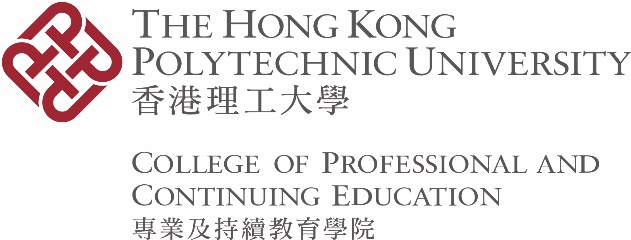 THE HONG KONG
POLYTECHNIC UNIVERSITY
香港理工大學
COLLEGE OF PROFESSIONAL AND
CONTINUING EDUCATION
專業及持續教育學院